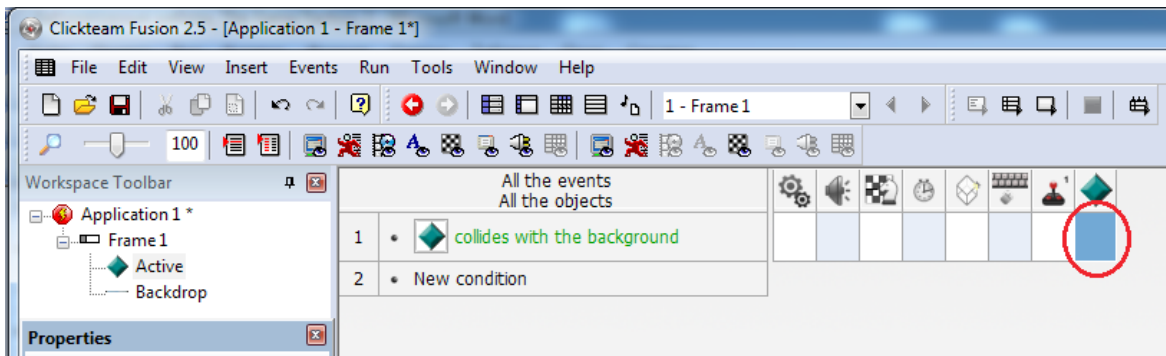 Clickteam Fusion 2.5 - [Application 1 - Frame 1*]
File Edit View Insert Events Run Tools Window Help
1 - Frame 1
100
Workspace Toolbar
Application 1 *
Frame 1
Active
Backdrop
Properties
All the events
All the objects
1 • collides with the background
2 • New condition
1